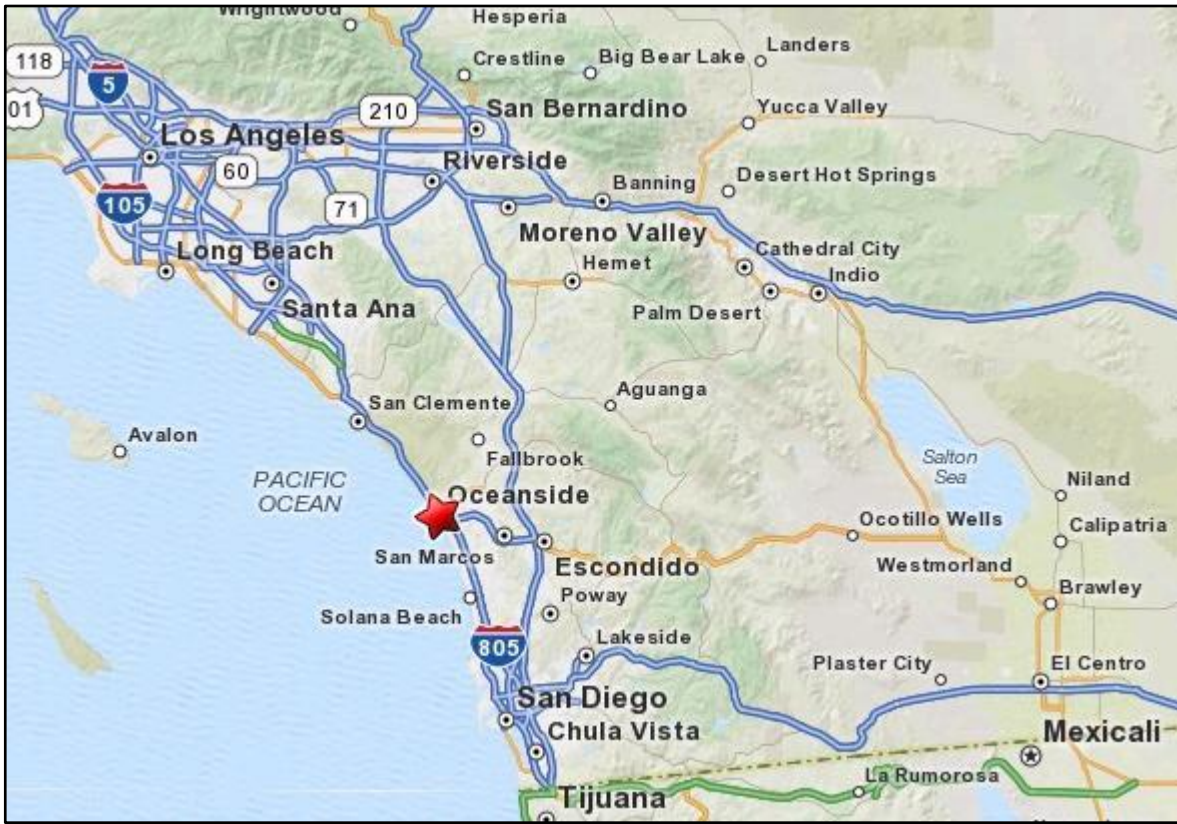 Wrightwood
Hesperia
118
5
Crestline
Big Bear Lake
Landers
01
210
San Bernardino
Yucca Valley
Los Angeles
60
Riverside
Banning
Desert Hot Springs
105
71
Moreno Valley
Long Beach
Hemet
Cathedral City
Indio
Santa Ana
Palm Desert
San Clemente
Aguanga
Avalon
Fallbrook
Salton
Sea
PACIFIC
OCEAN
Niland
Oceanside
Ocotillo Wells
Calipatria
San Marcos
Escondido
Westmorland
Brawley
Solana Beach
Poway
805
Lakeside
Plaster City
El Centro
San Diego
Chula Vista
Mexicali
La Rumorosa
Tijuana